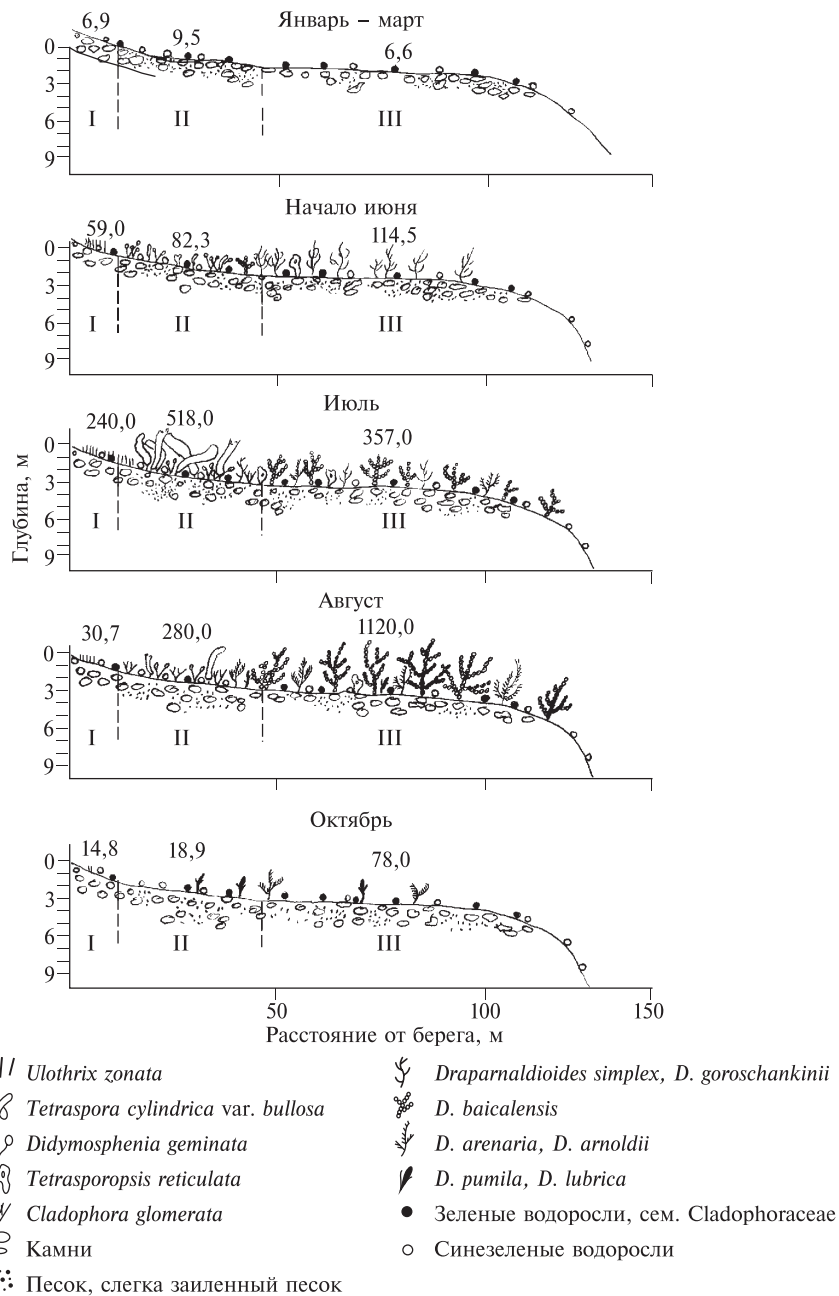 Январь – март
6,9 9,5 6,6
0
3
6
9
I II III
Начало июня
59,0 82,3 114,5
0
3
6
9
I II III
Июль
240,0 518,0 357,0
0
3
6
9
I II III
Глубина, м
Август
30,7 280,0 1120,0
0
3
6
9
I II III
Октябрь
14,8 18,9 78,0
0
3
6
9
I II III
50 100 150
Расстояние от берега, м
Ulothrix zonata
Tetraspora cylindrica var. bullosa
Didymosphenia geminata
Tetrasporopsis reticulata
Cladophora glomerata
Камни
Песок, слегка заиленный песок
Draparnaldioides simplex, D. goroschankinii
D. baicalensis
D. arenaria, D. arnoldii
D. pumila, D. lubrica
Зеленые водоросли, сем. Cladophoraceae
Синезеленые водоросли